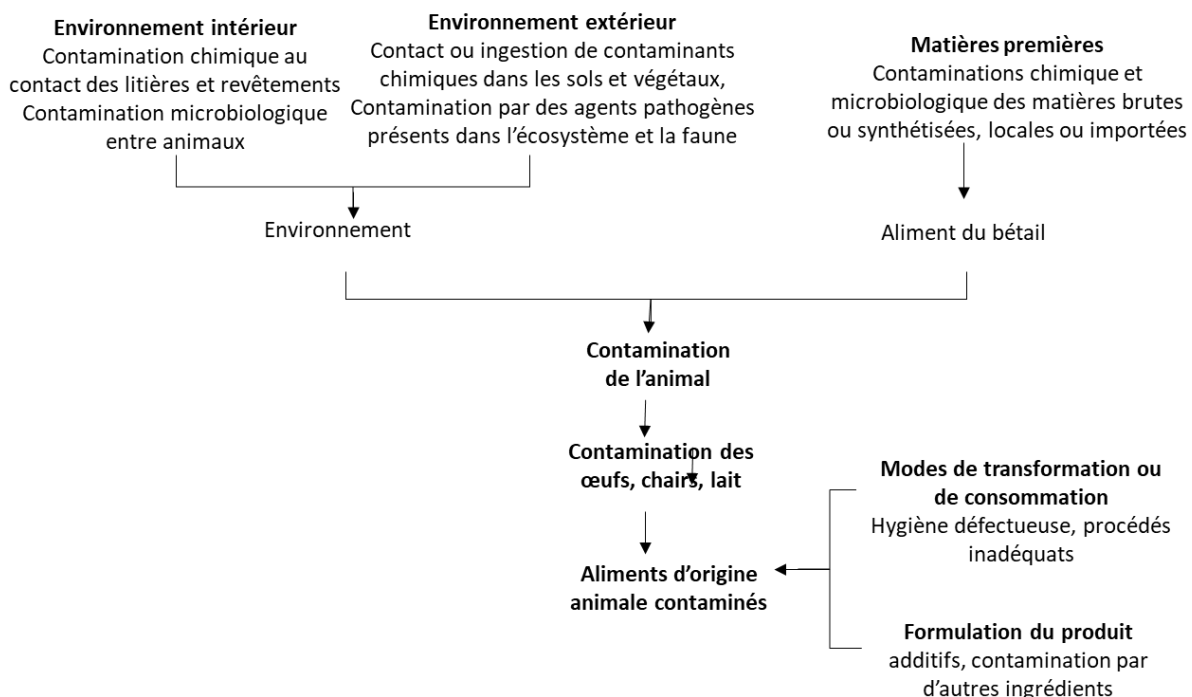 Environnement intérieur
Contamination chimique au
contact des litières et revêtements
Contamination microbiologique
entre animaux
Environnement extérieur
Contact ou ingestion de contaminants
chimiques dans les sols et végétaux,
Contamination par des agents pathogènes
présents dans l’écosystème et la faune
Matières premières
Contaminations chimique et
microbiologique des matières brutes
ou synthétisées, locales ou importées
Environnement
Aliment du bétail
Contamination
de l’animal
Contamination des
œufs, chairs, lait
Aliments d’origine
animale contaminés
Modes de transformation ou
de consommation
Hygiène défectueuse, procédés
inadéquats
Formulation du produit
additifs, contamination par
d’autres ingrédients